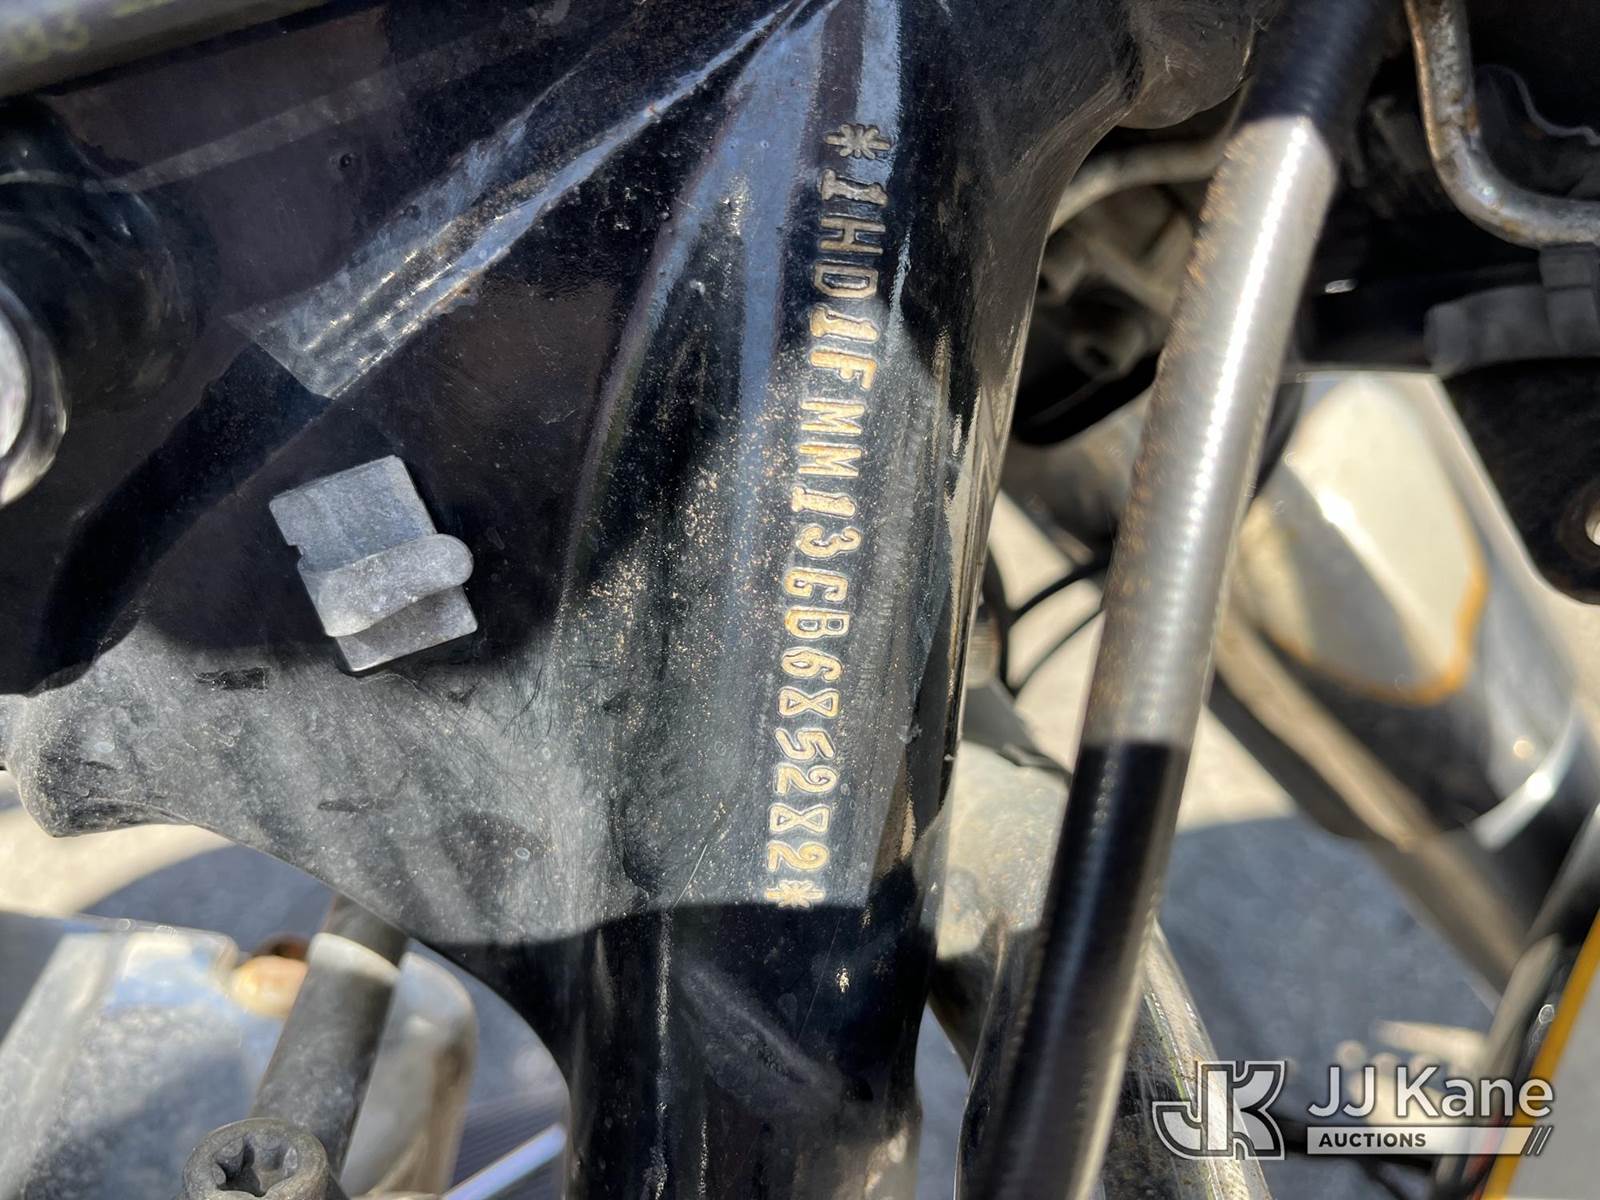 *1HD1FMM13GB685282*
JJ Kane
AUCTIONS